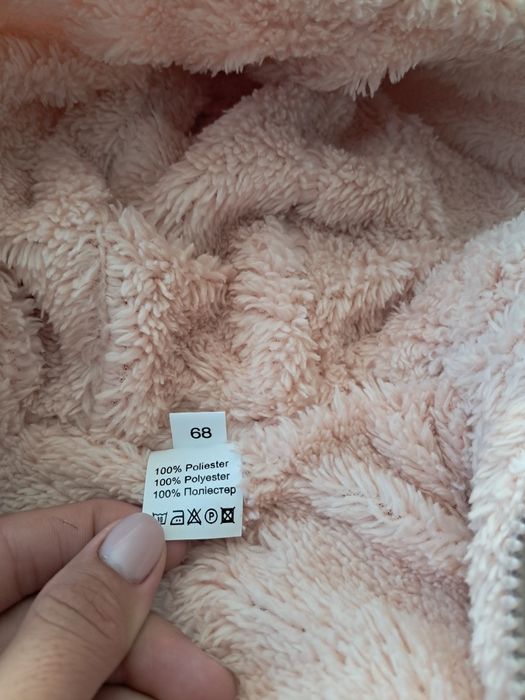 68
100% Poliester
100% Polyester
100% Поліестер
P